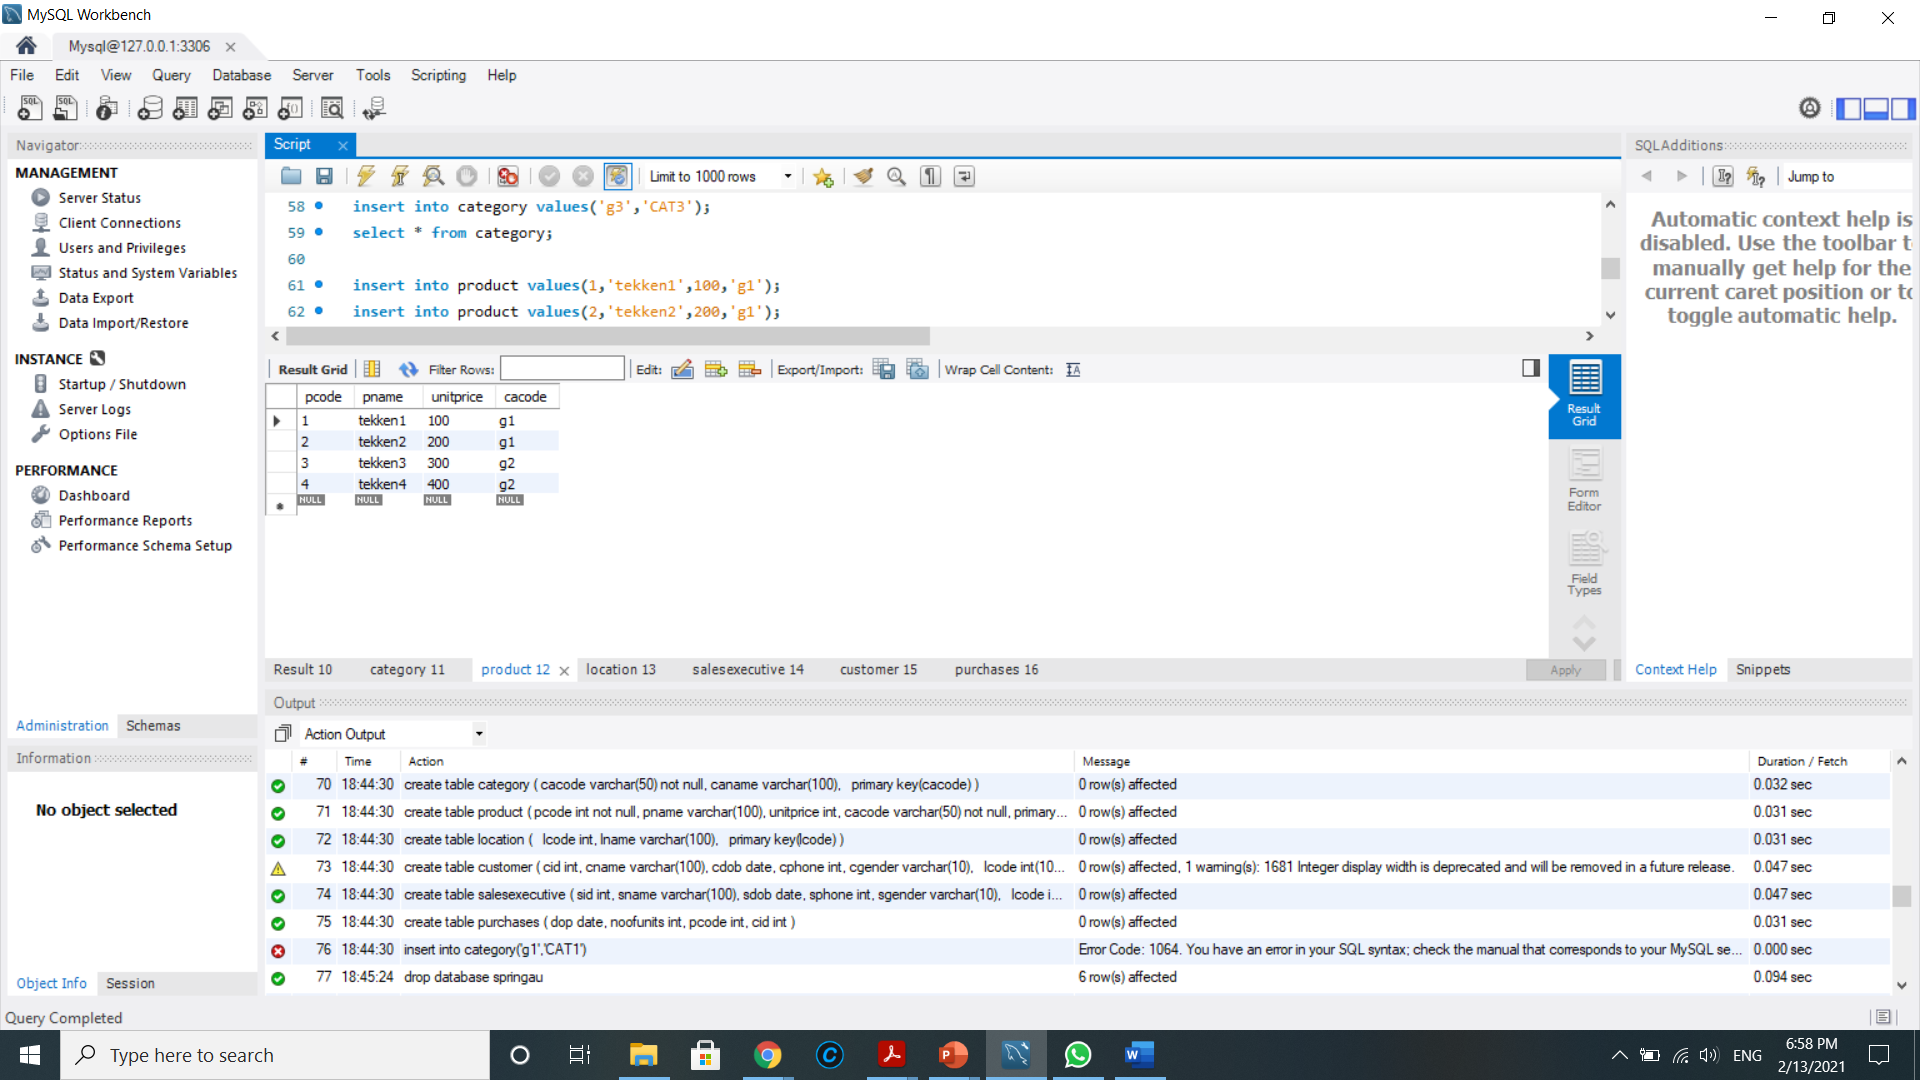 MySQL Workbench
Mysql@127.0.0.1:3306
File Edit View Query Database Server Tools Scripting Help
Navigator
MANAGEMENT
Server Status
Client Connections
Users and Privileges
Status and System Variables
Data Export
Data Import/Restore
INSTANCE
Startup / Shutdown
Server Logs
Options File
PERFORMANCE
Dashboard
Performance Reports
Performance Schema Setup
Administration Schemas
Information
No object selected
Object Info Session
Query Completed
Script
Limit to 1000 rows
58 insert into category values('g3','CAT3');
59 select * from category;
60
61 insert into product values(1,'tekken1',100,'g1');
62 insert into product values(2,'tekken2',200,'g1');
Result Grid Filter Rows: Edit: Export/Import: Wrap Cell Content:
pcode pname unitprice cacode
1 tekken1 100 g1
2 tekken2 200 g1
3 tekken3 300 g2
4 tekken4 400 g2
NULL NULL NULL NULL
Result Grid
Form Editor
Field Types
Result 10 category 11 product 12 location 13 salesexecutive 14 customer 15 purchases 16
Apply
SQLAdditions
Jump to
Automatic context help is
disabled. Use the toolbar t
manually get help for the
current caret position or to
toggle automatic help.
Context Help Snippets
Output
Action Output
# Time Action Message Duration / Fetch
70 18:44:30 create table category ( cacode varchar(50) not null, caname varchar(100), primary key(cacode) ) 0 row(s) affected 0.032 sec
71 18:44:30 create table product ( pcode int not null, pname varchar(100), unitprice int, cacode varchar(50) not null, primary... 0 row(s) affected 0.031 sec
72 18:44:30 create table location ( lcode int, lname varchar(100), primary key(lcode) ) 0 row(s) affected 0.031 sec
73 18:44:30 create table customer ( cid int, cname varchar(100), cdob date, cphone int, cgender varchar(10), lcode int(10... 0 row(s) affected, 1 warning(s): 1681 Integer display width is deprecated and will be removed in a future release. 0.047 sec
74 18:44:30 create table salesexecutive ( sid int, sname varchar(100), sdob date, sphone int, sgender varchar(10), lcode i... 0 row(s) affected 0.047 sec
75 18:44:30 create table purchases ( dop date, noofunits int, pcode int, cid int ) 0 row(s) affected 0.031 sec
76 18:44:30 insert into category('g1','CAT1') Error Code: 1064. You have an error in your SQL syntax; check the manual that corresponds to your MySQL se... 0.000 sec
77 18:45:24 drop database springau 6 row(s) affected 0.094 sec
Type here to search
ENG
6:58 PM
2/13/2021